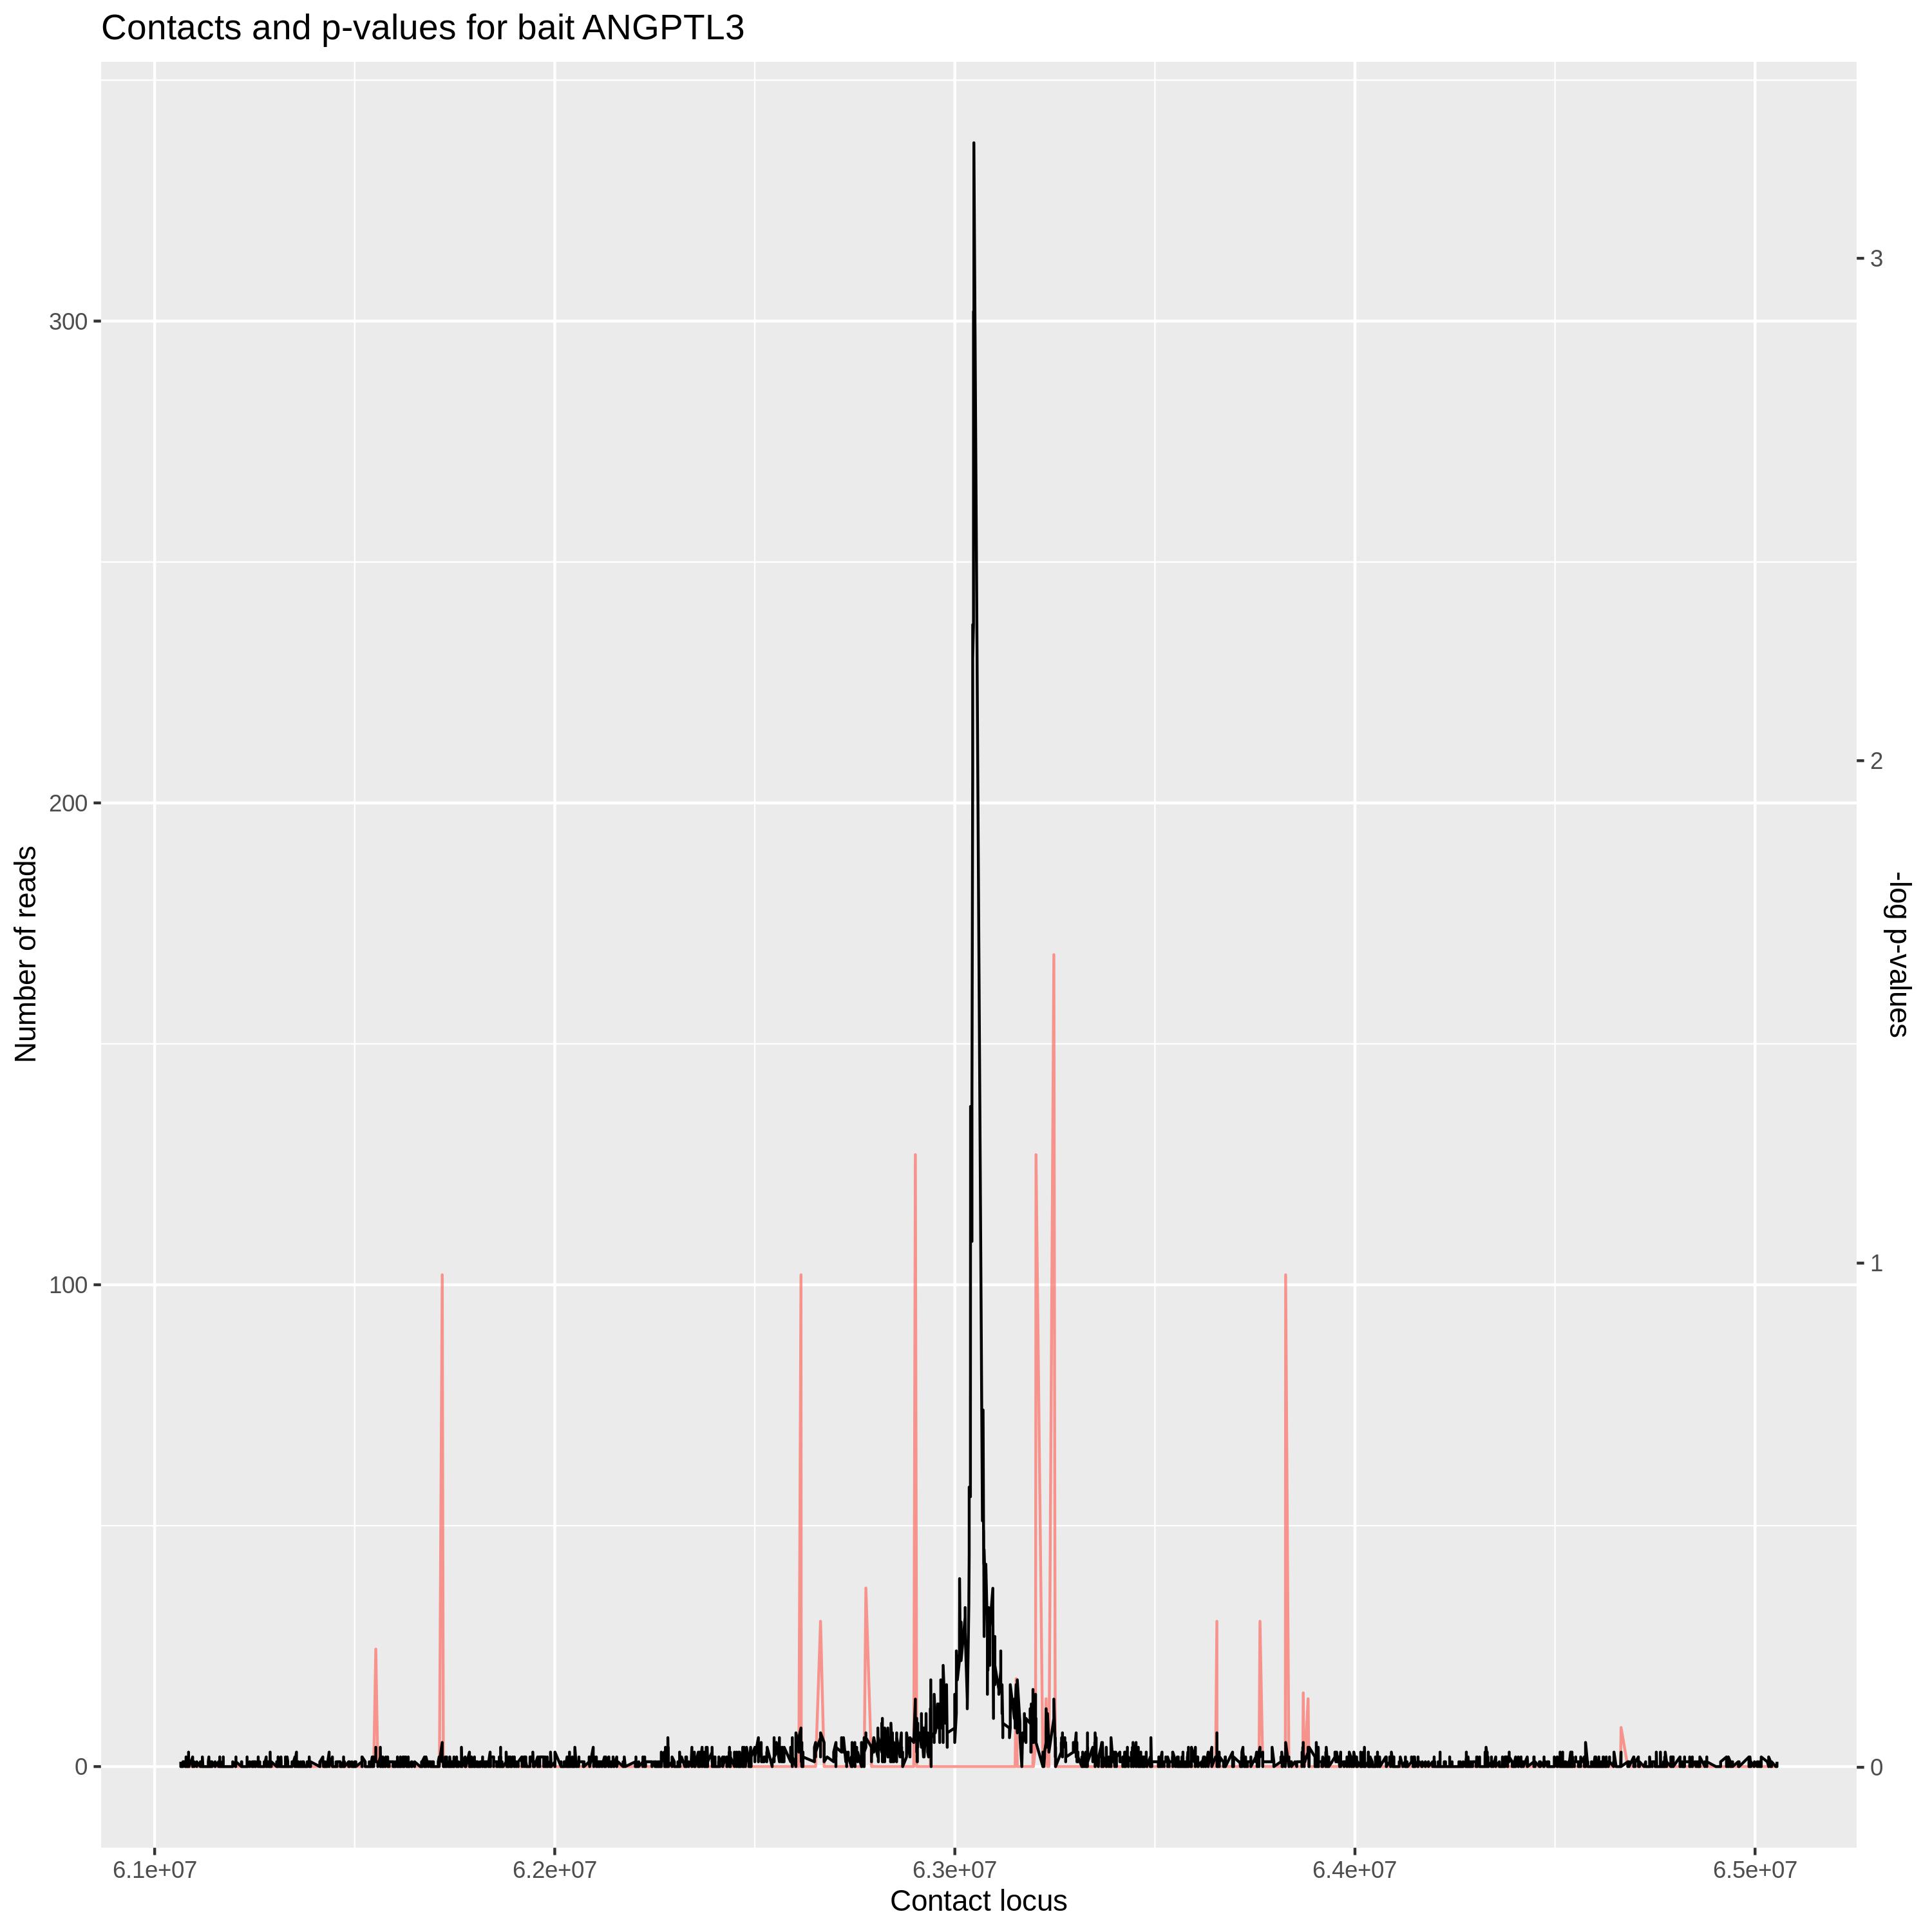 Contacts and p-values for bait ANGPTL3
300
200
100
0
Number of reads
3
2
1
0
-log p-values
6.1e+07
6.2e+07
6.3e+07
6.4e+07
6.5e+07
Contact locus